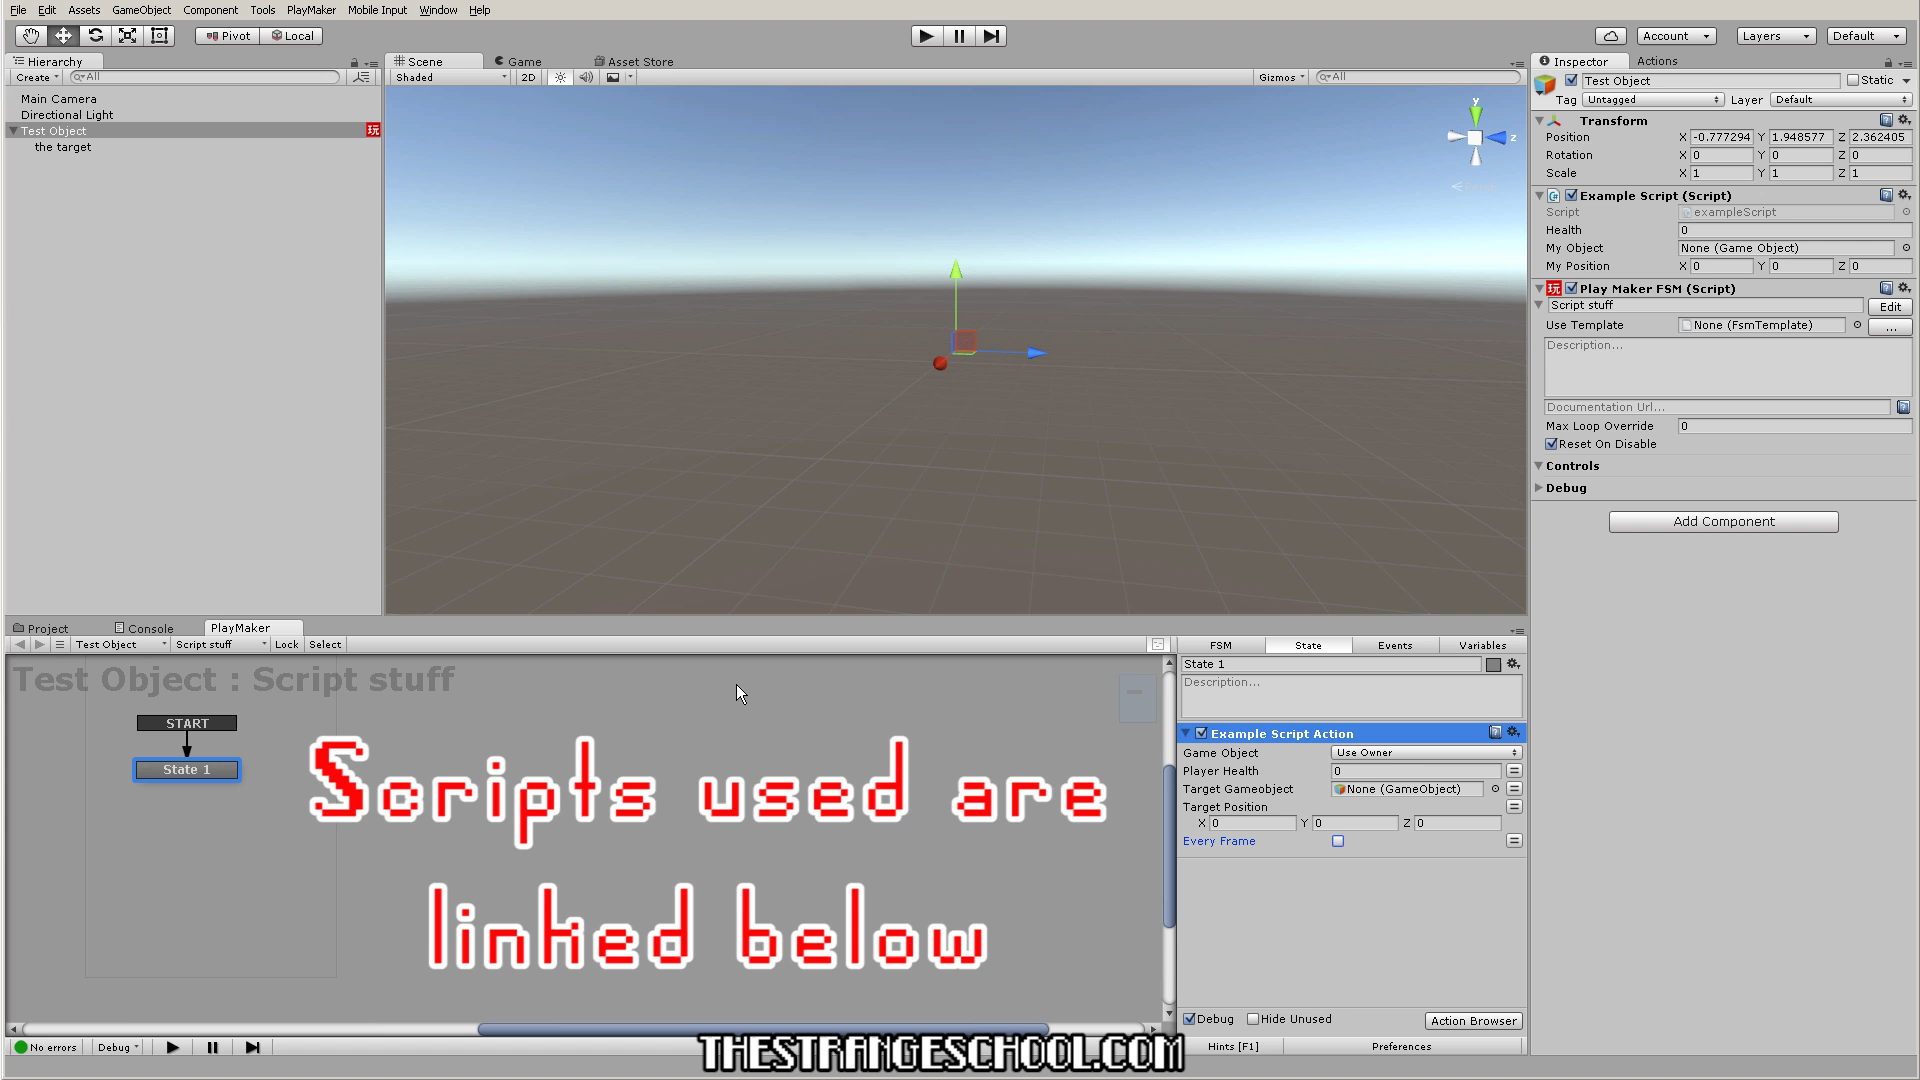 File Edit Assets GameObject Component Tools PlayMaker Mobile Input Window Help
Pivot Local Account Layers Default
Hierarchy
Create All
Main Camera
Directional Light
Test Object 玩
the target
Scene Game Asset Store
Shaded 2D Gizmos All
y
z
Inspector Actions
Test Object Static
Tag Untagged Layer Default
Transform
Position X -0.777294 Y 1.948577 Z 2.362405
Rotation X 0 Y 0 Z 0
Scale X 1 Y 1 Z 1
C# Example Script (Script)
Script exampleScript
Health 0
My Object None (Game Object)
My Position X 0 Y 0 Z 0
玩 Play Maker FSM (Script)
Script stuff Edit
Use Template None (FsmTemplate) ...
Description...
Documentation Url...
Max Loop Override 0
Reset On Disable
Controls
Debug
Add Component
Project Console PlayMaker
Test Object Script stuff Lock Select
Test Object : Script stuff
START
State 1
Scripts used are
linked below
FSM State Events Variables
State 1
Description...
Example Script Action
Game Object Use Owner
Player Health 0
Target Gameobject None (GameObject)
Target Position
X 0 Y 0 Z 0
Every Frame
Debug Hide Unused Action Browser
No errors Debug
Hints [F1] Preferences
THESTRANGESCHOOL.COM